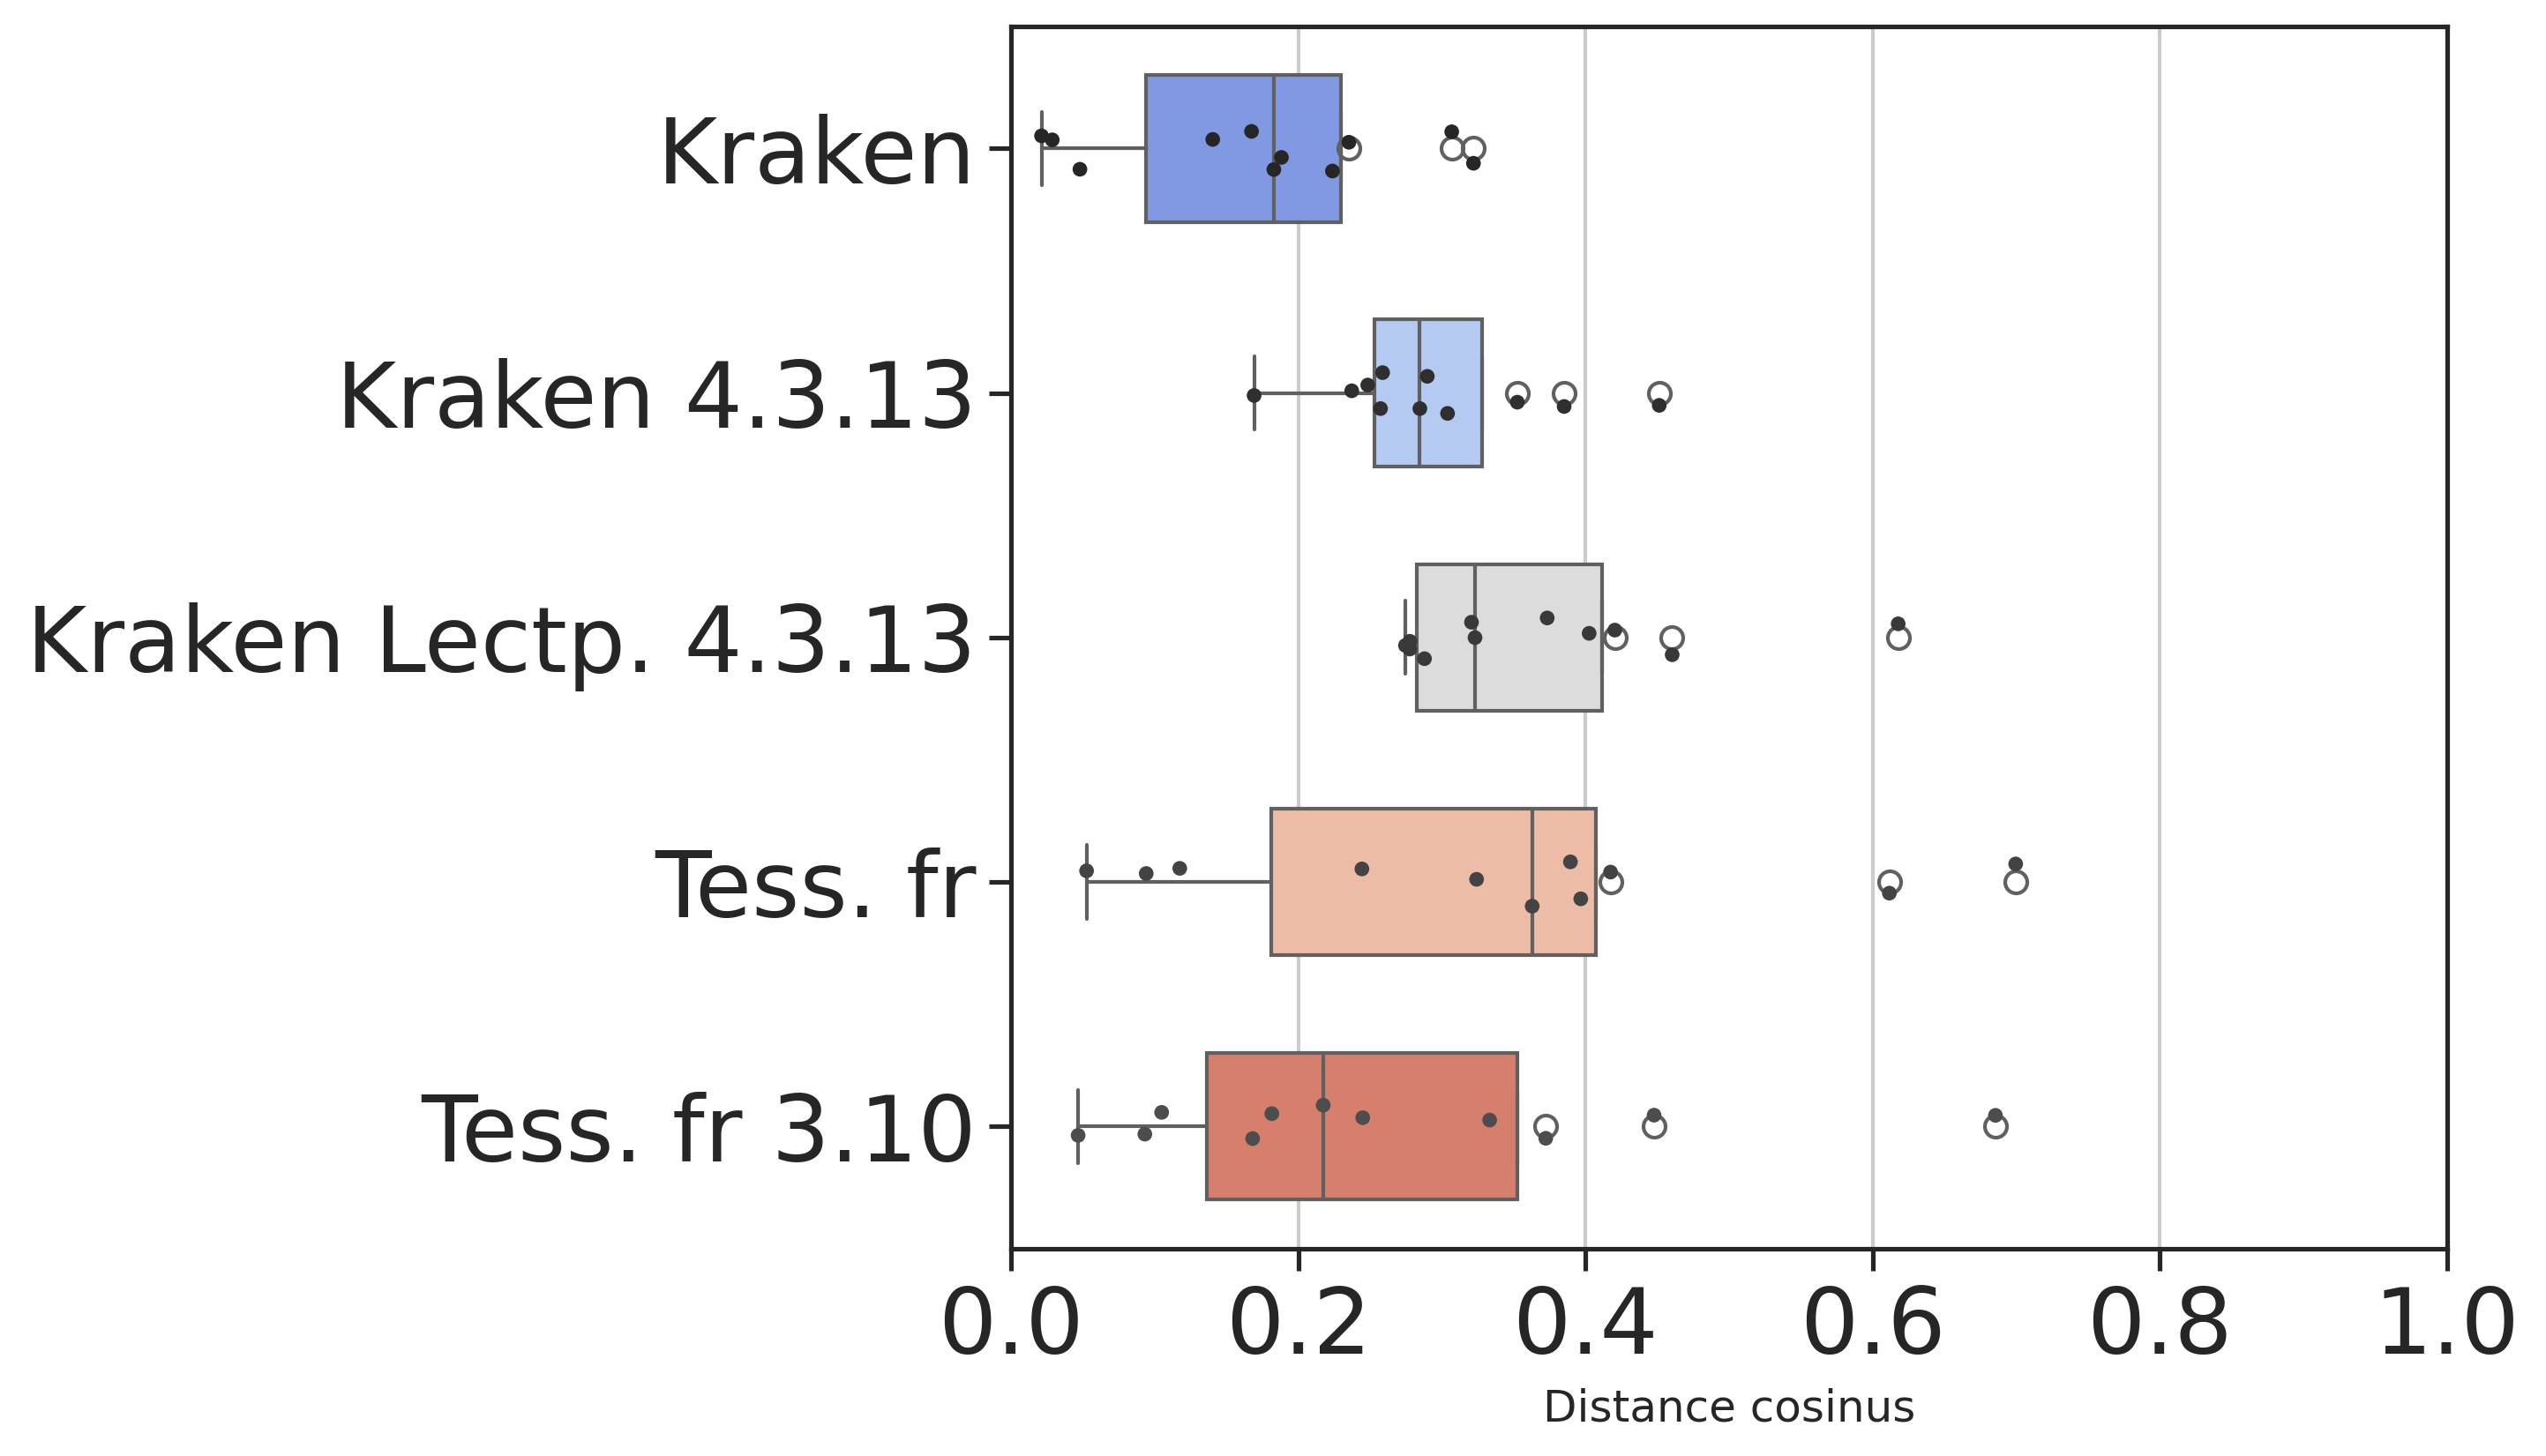 Kraken
Kraken 4.3.13
Kraken Lectp. 4.3.13
Tess. fr
Tess. fr 3.10
0.0 0.2 0.4 0.6 0.8 1.0
Distance cosinus